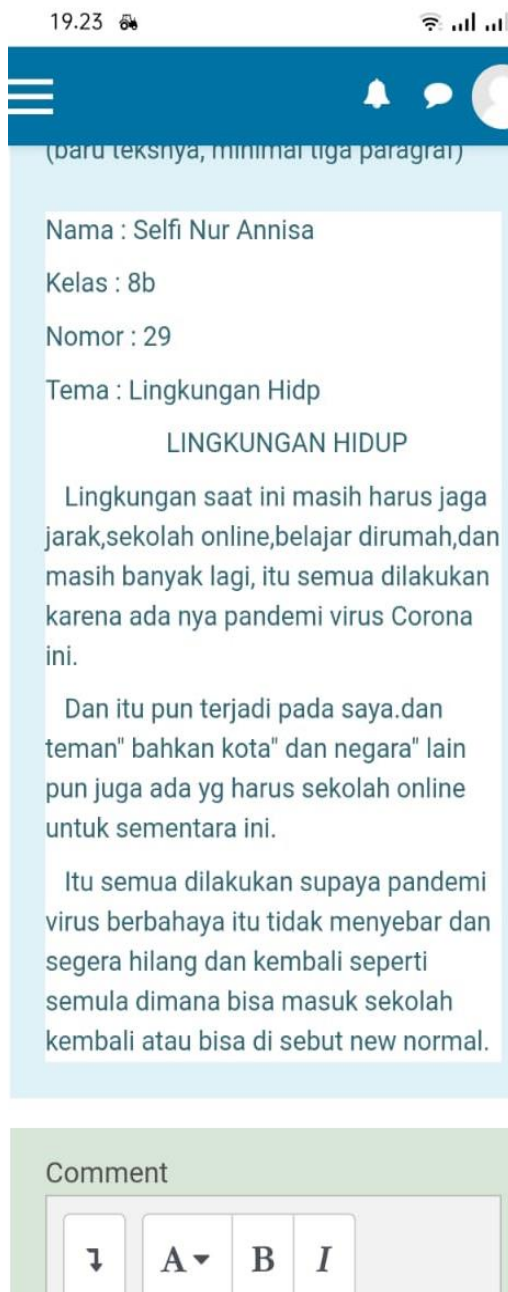 19.23
(baru teksnya, minimal tiga paragraf)
Nama : Selfi Nur Annisa
Kelas : 8b
Nomor : 29
Tema : Lingkungan Hidp
LINGKUNGAN HIDUP
Lingkungan saat ini masih harus jaga
jarak,sekolah online,belajar dirumah,dan
masih banyak lagi, itu semua dilakukan
karena ada nya pandemi virus Corona
ini.
Dan itu pun terjadi pada saya.dan
teman" bahkan kota" dan negara" lain
pun juga ada yg harus sekolah online
untuk sementara ini.
Itu semua dilakukan supaya pandemi
virus berbahaya itu tidak menyebar dan
segera hilang dan kembali seperti
semula dimana bisa masuk sekolah
kembali atau bisa di sebut new normal.
Comment
A B I